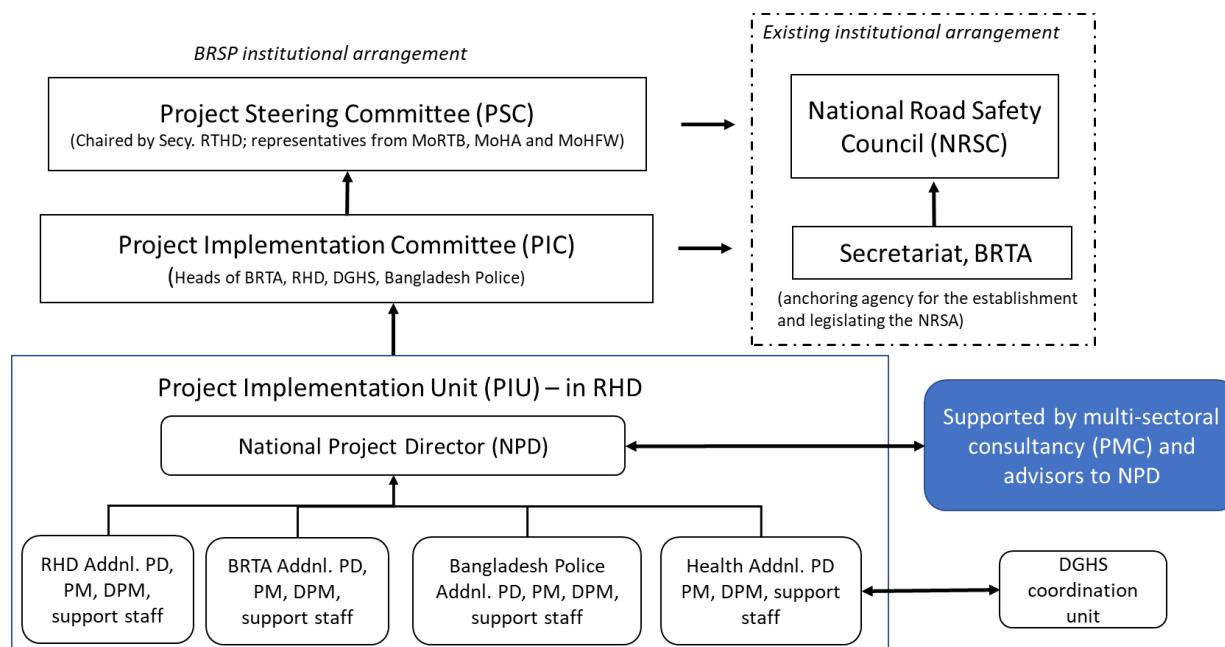 BRSP institutional arrangement
Existing institutional arrangement
Project Steering Committee (PSC)
(Chaired by Secy. RTHD; representatives from MoRTB, MoHA and MoHFW)
National Road Safety
Council (NRSC)
Project Implementation Committee (PIC)
(Heads of BRTA, RHD, DGHS, Bangladesh Police)
Secretariat, BRTA
(anchoring agency for the establishment
and legislating the NRSA)
Project Implementation Unit (PIU) – in RHD
National Project Director (NPD)
Supported by multi-sectoral
consultancy (PMC) and
advisors to NPD
RHD Addnl. PD,
PM, DPM,
support staff
BRTA Addnl. PD,
PM, DPM,
support staff
Bangladesh Police
Addnl. PD, PM, DPM,
support staff
Health Addnl. PD
PM, DPM, support
staff
DGHS
coordination
unit